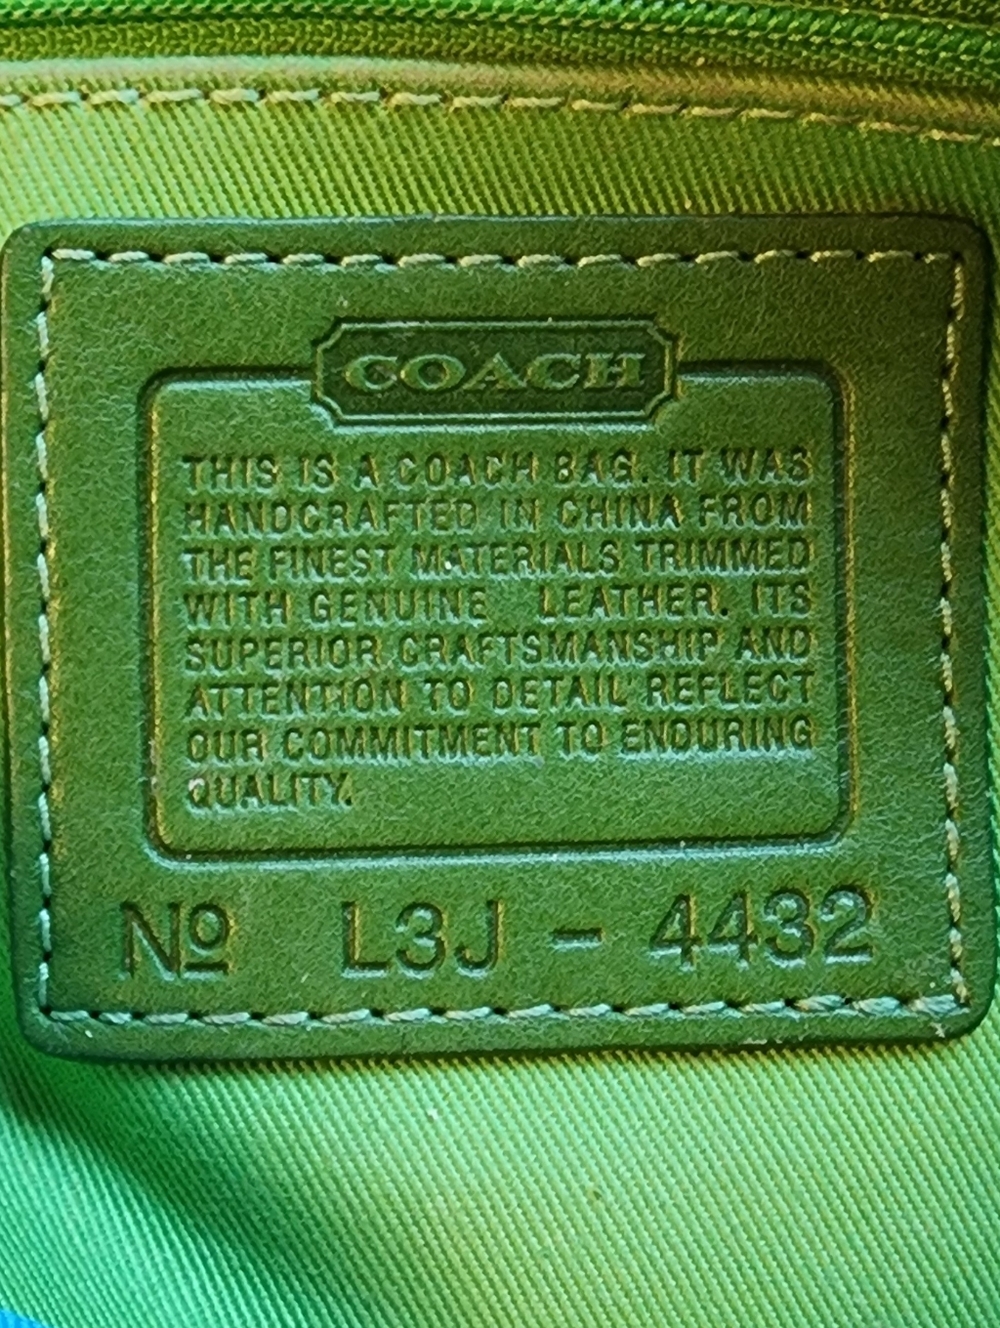 COACH
THIS IS A COACH BAG. IT WAS
HANDCRAFTED IN CHINA FROM
THE FINEST MATERIALS TRIMMED
WITH GENUINE LEATHER. ITS
SUPERIOR CRAFTSMANSHIP AND
ATTENTION TO DETAIL REFLECT
OUR COMMITMENT TO ENDURING
QUALITY.
Nº L3J - 4432